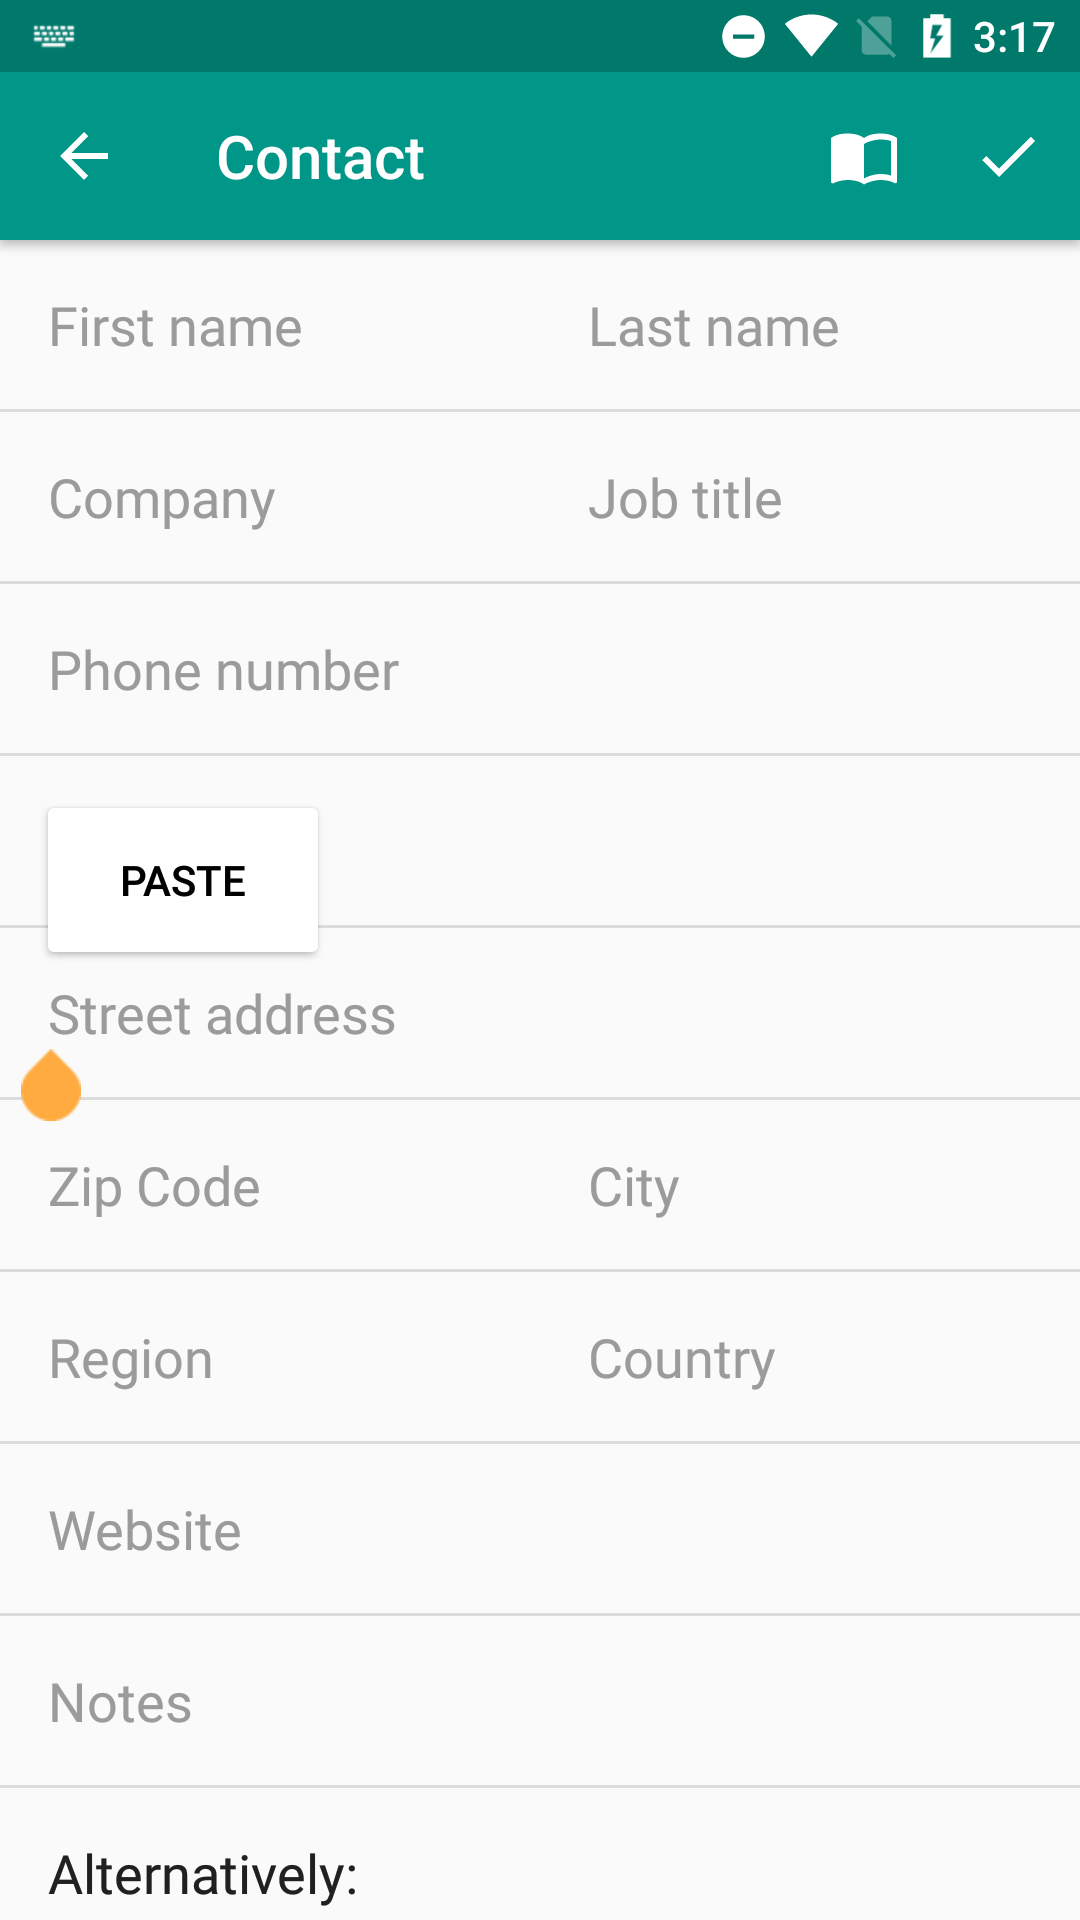 3:17
Contact
First name Last name
Company Job title
Phone number
PASTE
Street address
Zip Code City
Region Country
Website
Notes
Alternatively: